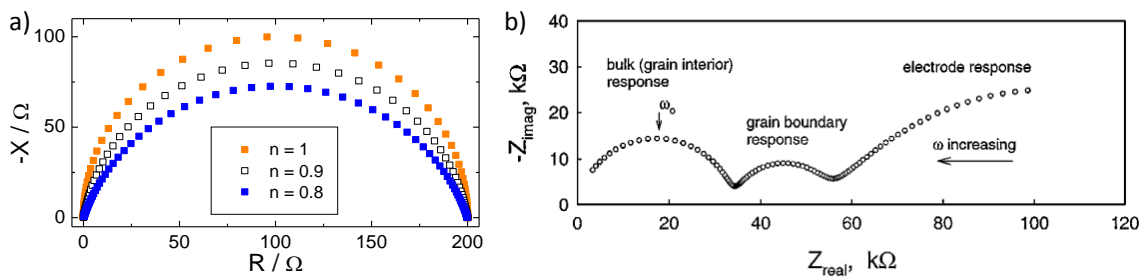 a)
-X / Ω
100
50
0
n = 1
n = 0.9
n = 0.8
0
50
100
150
200
R / Ω
b)
-Z_imag, kΩ
40
30
20
10
0
bulk (grain interior)
response
ω_o
grain boundary
response
electrode response
ω increasing
0
20
40
60
80
100
120
Z_real, kΩ